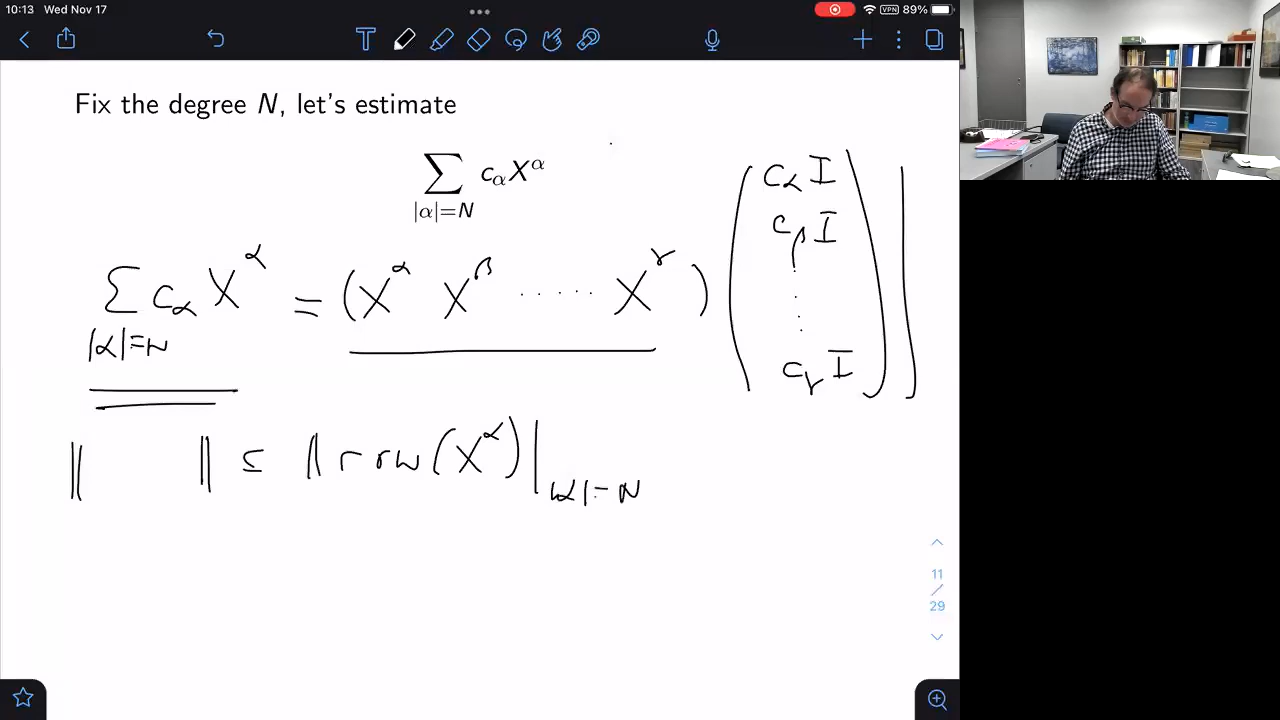 10:13 Wed Nov 17
VPN 89%
T
Fix the degree N, let's estimate
∑ c_α X^α
|α|=N
∑ c_α X^α = (X^α X^β ..... X^γ) ( c_α I
c_β I
⋮
c_γ I )
|α|=N
‖ ‖ ≤ ‖ row(X^α) |_{|α|=N}
11
/
29